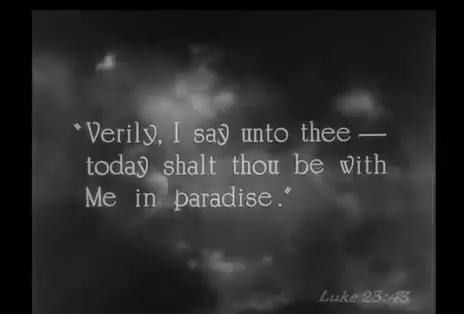 "Verily, I say unto thee —
today shalt thou be with
Me in paradise."
Luke 23:43